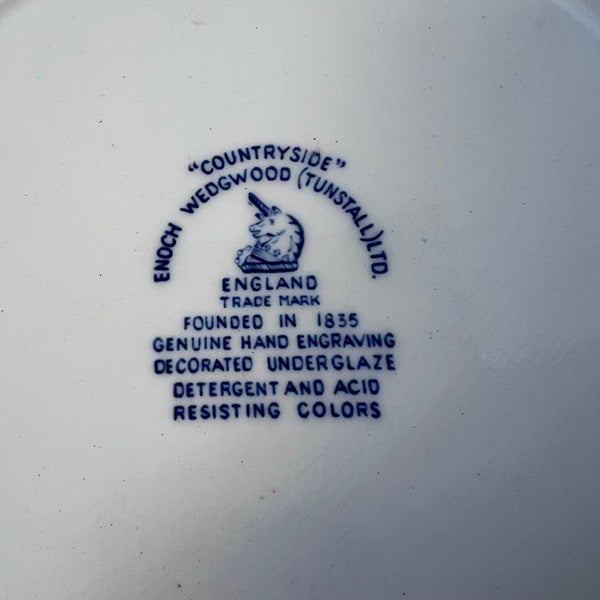 "COUNTRYSIDE"
ENOCH WEDGWOOD (TUNSTALL) LTD.
ENGLAND
TRADE MARK
FOUNDED IN 1835
GENUINE HAND ENGRAVING
DECORATED UNDERGLAZE
DETERGENT AND ACID
RESISTING COLORS